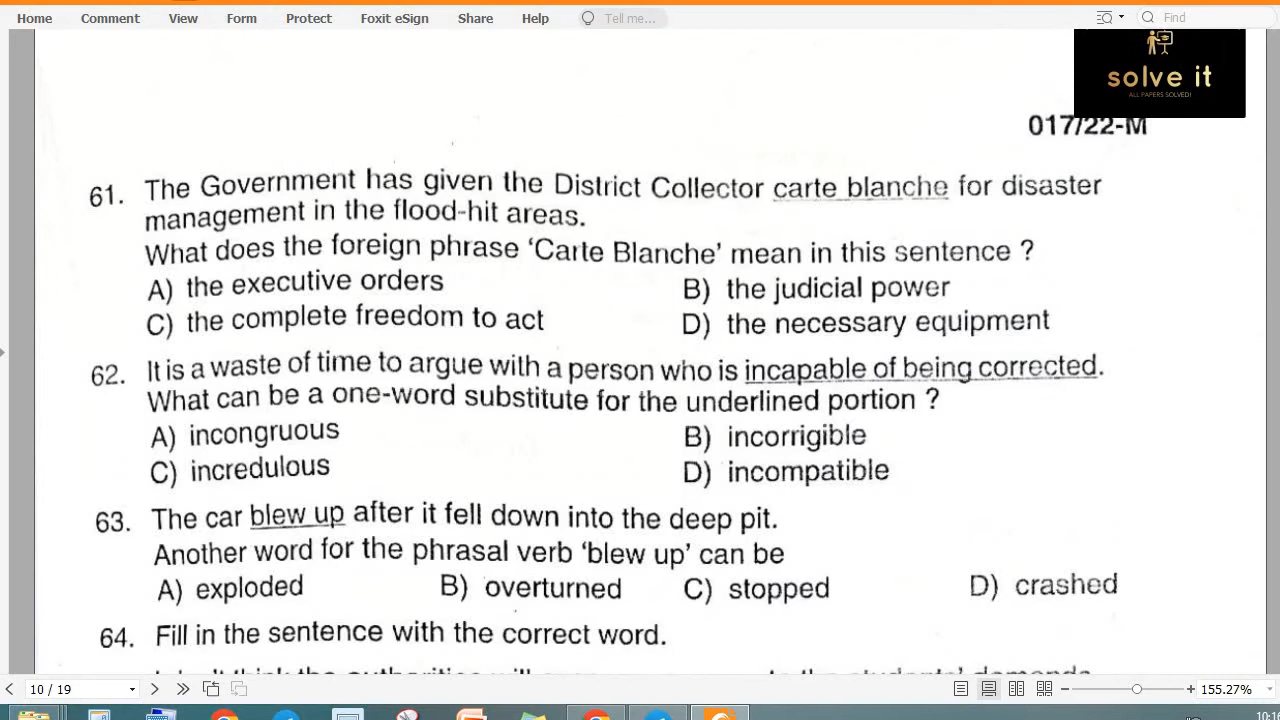 Home Comment View Form Protect Foxit eSign Share Help Tell me... Find
solve it
ALL PAPERS SOLVED!
017/22-M
61. The Government has given the District Collector carte blanche for disaster
management in the flood-hit areas.
What does the foreign phrase ‘Carte Blanche’ mean in this sentence ?
A) the executive orders B) the judicial power
C) the complete freedom to act D) the necessary equipment
62. It is a waste of time to argue with a person who is incapable of being corrected.
What can be a one-word substitute for the underlined portion ?
A) incongruous B) incorrigible
C) incredulous D) incompatible
63. The car blew up after it fell down into the deep pit.
Another word for the phrasal verb ‘blew up’ can be
A) exploded B) overturned C) stopped D) crashed
64. Fill in the sentence with the correct word.
10 / 19 155.27%